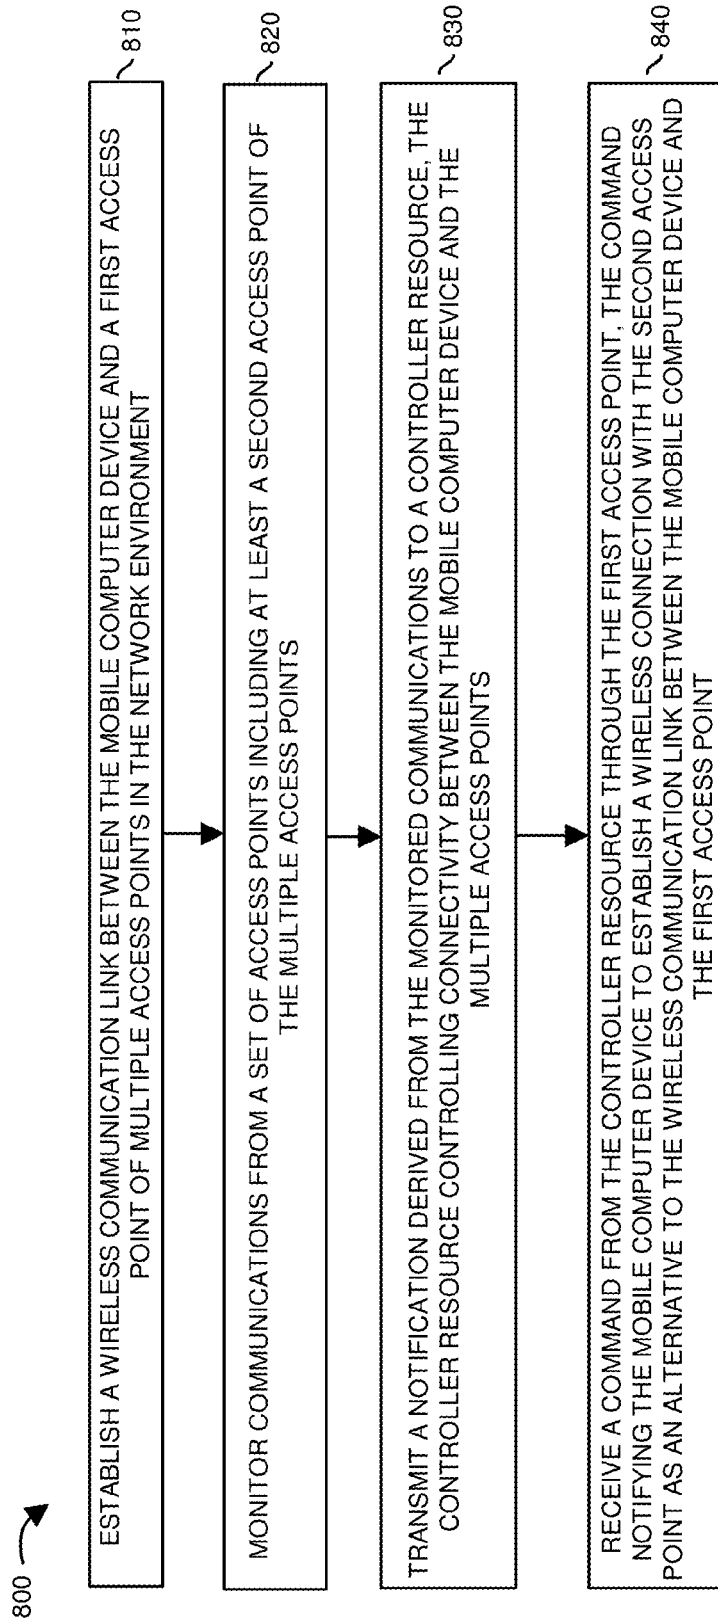 800
ESTABLISH A WIRELESS COMMUNICATION LINK BETWEEN THE MOBILE COMPUTER DEVICE AND A FIRST ACCESS
POINT OF MULTIPLE ACCESS POINTS IN THE NETWORK ENVIRONMENT
810
MONITOR COMMUNICATIONS FROM A SET OF ACCESS POINTS INCLUDING AT LEAST A SECOND ACCESS POINT OF
THE MULTIPLE ACCESS POINTS
820
TRANSMIT A NOTIFICATION DERIVED FROM THE MONITORED COMMUNICATIONS TO A CONTROLLER RESOURCE, THE
CONTROLLER RESOURCE CONTROLLING CONNECTIVITY BETWEEN THE MOBILE COMPUTER DEVICE AND THE
MULTIPLE ACCESS POINTS
830
RECEIVE A COMMAND FROM THE CONTROLLER RESOURCE THROUGH THE FIRST ACCESS POINT, THE COMMAND
NOTIFYING THE MOBILE COMPUTER DEVICE TO ESTABLISH A WIRELESS CONNECTION WITH THE SECOND ACCESS
POINT AS AN ALTERNATIVE TO THE WIRELESS COMMUNICATION LINK BETWEEN THE MOBILE COMPUTER DEVICE AND
THE FIRST ACCESS POINT
840